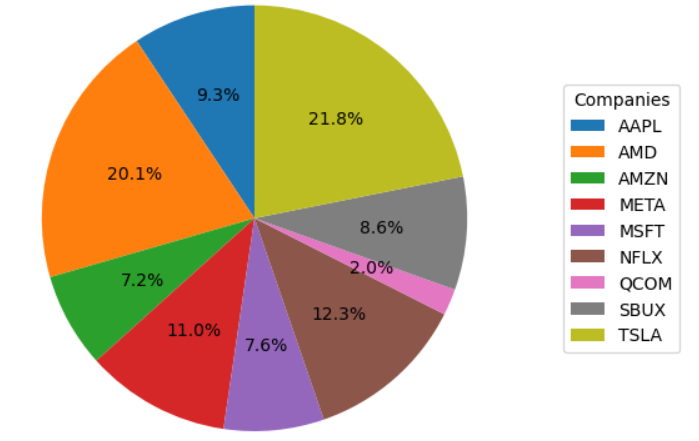 9.3%
21.8%
20.1%
8.6%
2.0%
7.2%
12.3%
11.0%
7.6%
Companies
AAPL
AMD
AMZN
META
MSFT
NFLX
QCOM
SBUX
TSLA